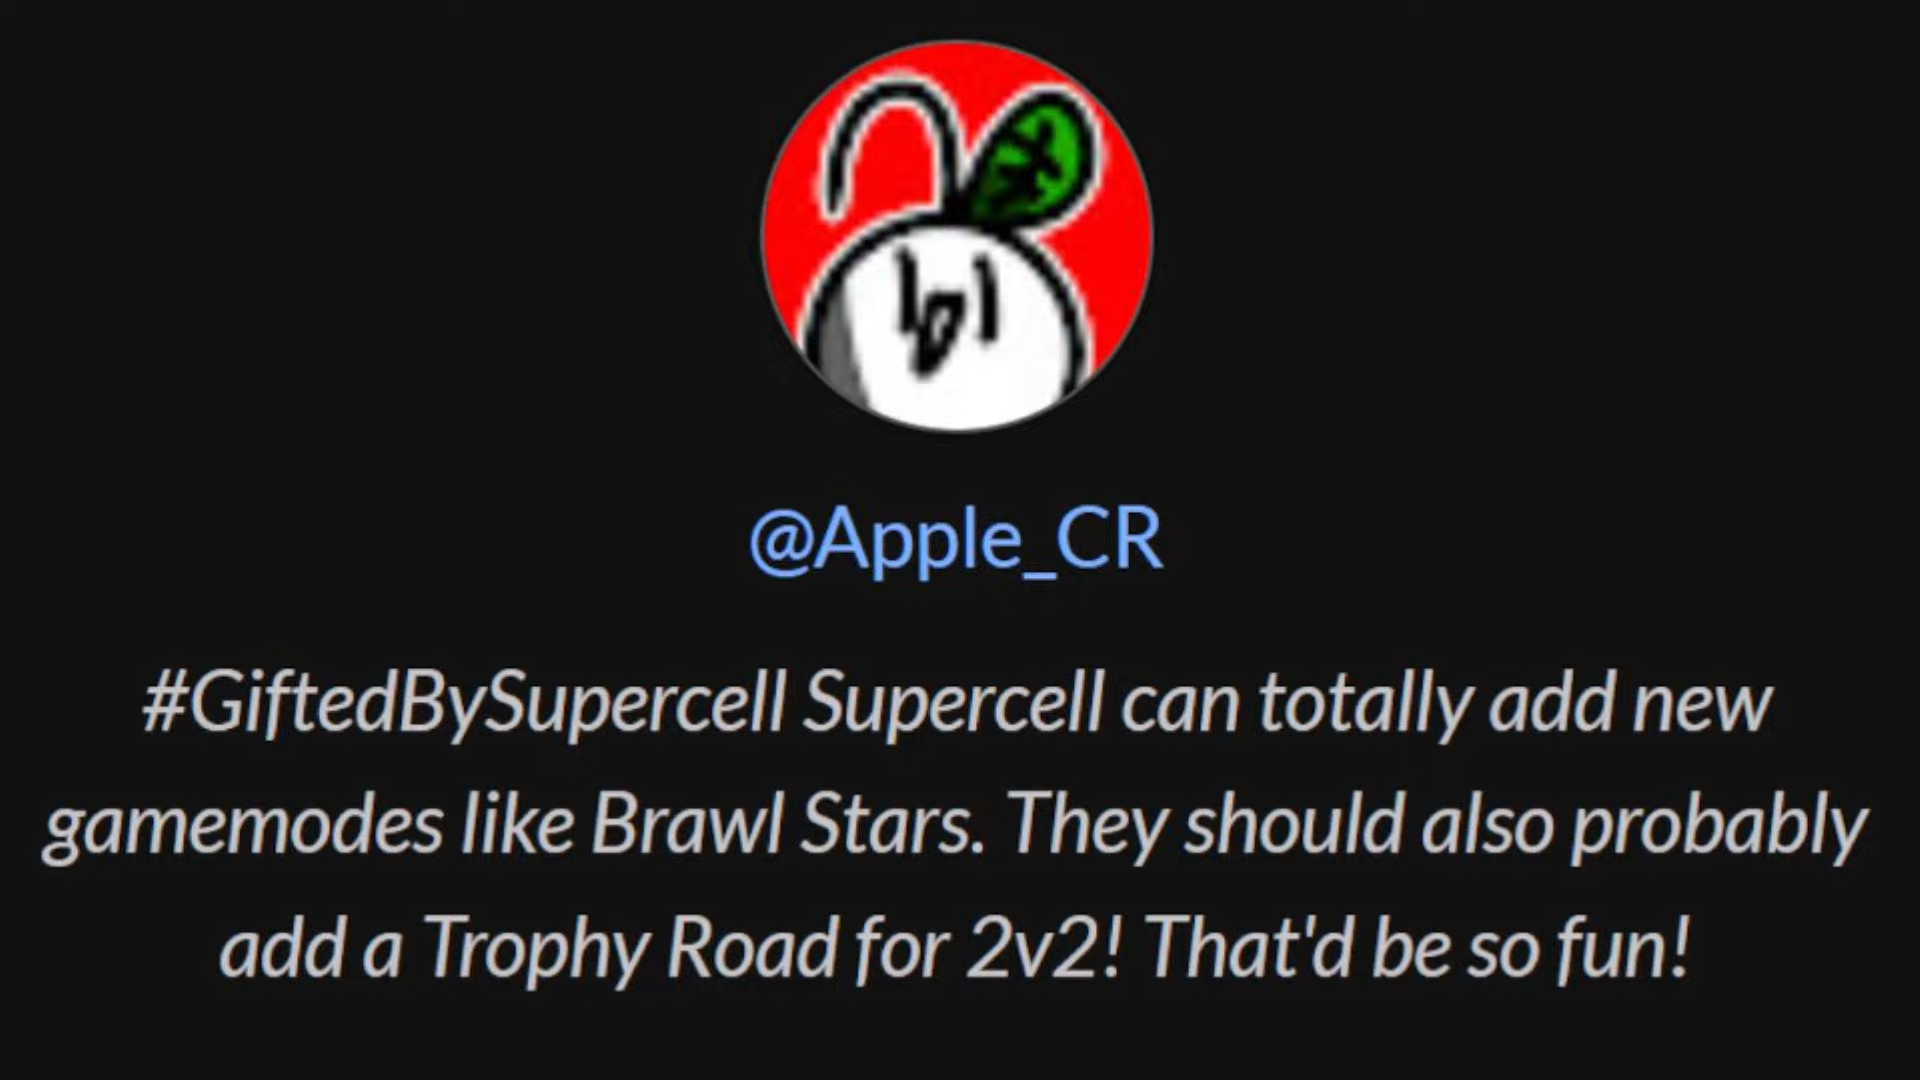 @Apple_CR
#GiftedBySupercell Supercell can totally add new
gamemodes like Brawl Stars. They should also probably
add a Trophy Road for 2v2! That'd be so fun!